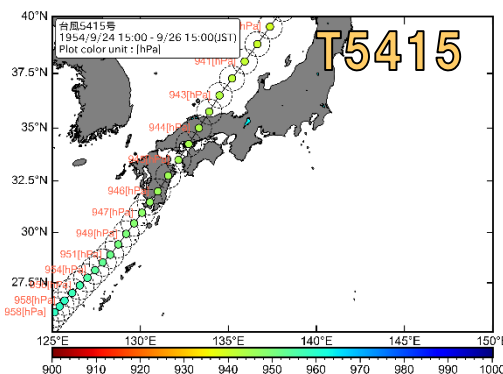 台風5415号
1954/9/24 15:00 - 9/26 15:00(JST)
Plot color unit : [hPa]
T5415
[hPa]
941[hPa]
943[hPa]
944[hPa]
946[hPa]
947[hPa]
949[hPa]
951[hPa]
954[hPa]
958[hPa]
958[hPa]
40°N
37.5°N
35°N
32.5°N
30°N
27.5°N
125°E 130°E 135°E 140°E 145°E 150°E
900 910 920 930 940 950 960 970 980 990 1000